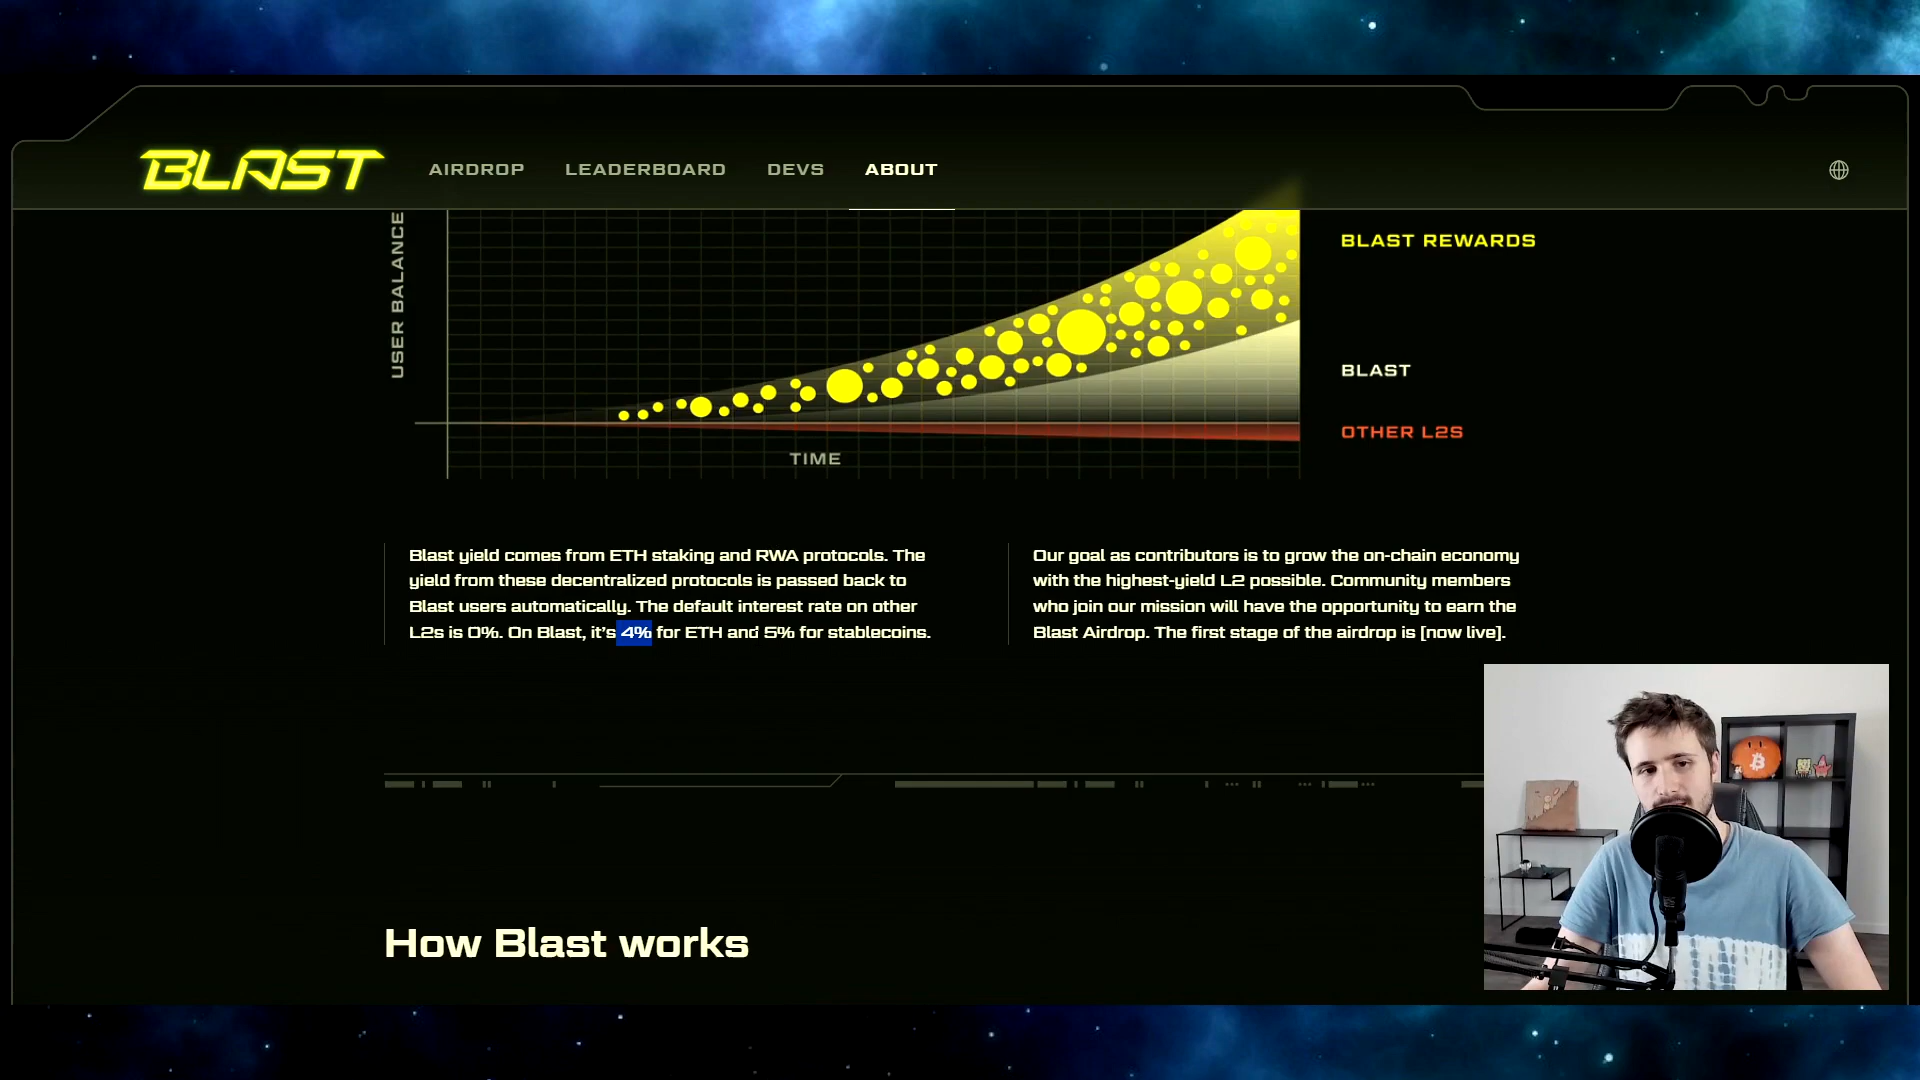 BLAST
AIRDROP
LEADERBOARD
DEVS
ABOUT
USER BALANCE
BLAST REWARDS
BLAST
OTHER L2S
TIME
Blast yield comes from ETH staking and RWA protocols. The
yield from these decentralized protocols is passed back to
Blast users automatically. The default interest rate on other
L2s is 0%. On Blast, it's 4% for ETH and 5% for stablecoins.
Our goal as contributors is to grow the on-chain economy
with the highest-yield L2 possible. Community members
who join our mission will have the opportunity to earn the
Blast Airdrop. The first stage of the airdrop is [now live].
How Blast works